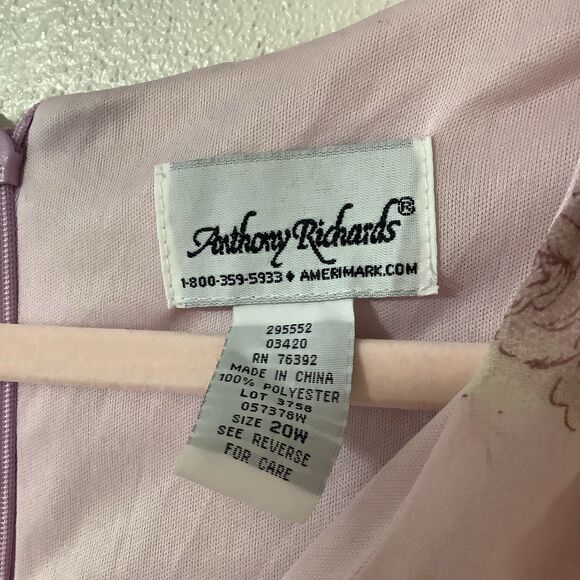 Anthony Richards®
1-800-359-5933 ♦ AMERIMARK.COM
295552
03420
RN 76392
MADE IN CHINA
100% POLYESTER
LOT 3758
057378W
SIZE 20W
SEE REVERSE
FOR CARE